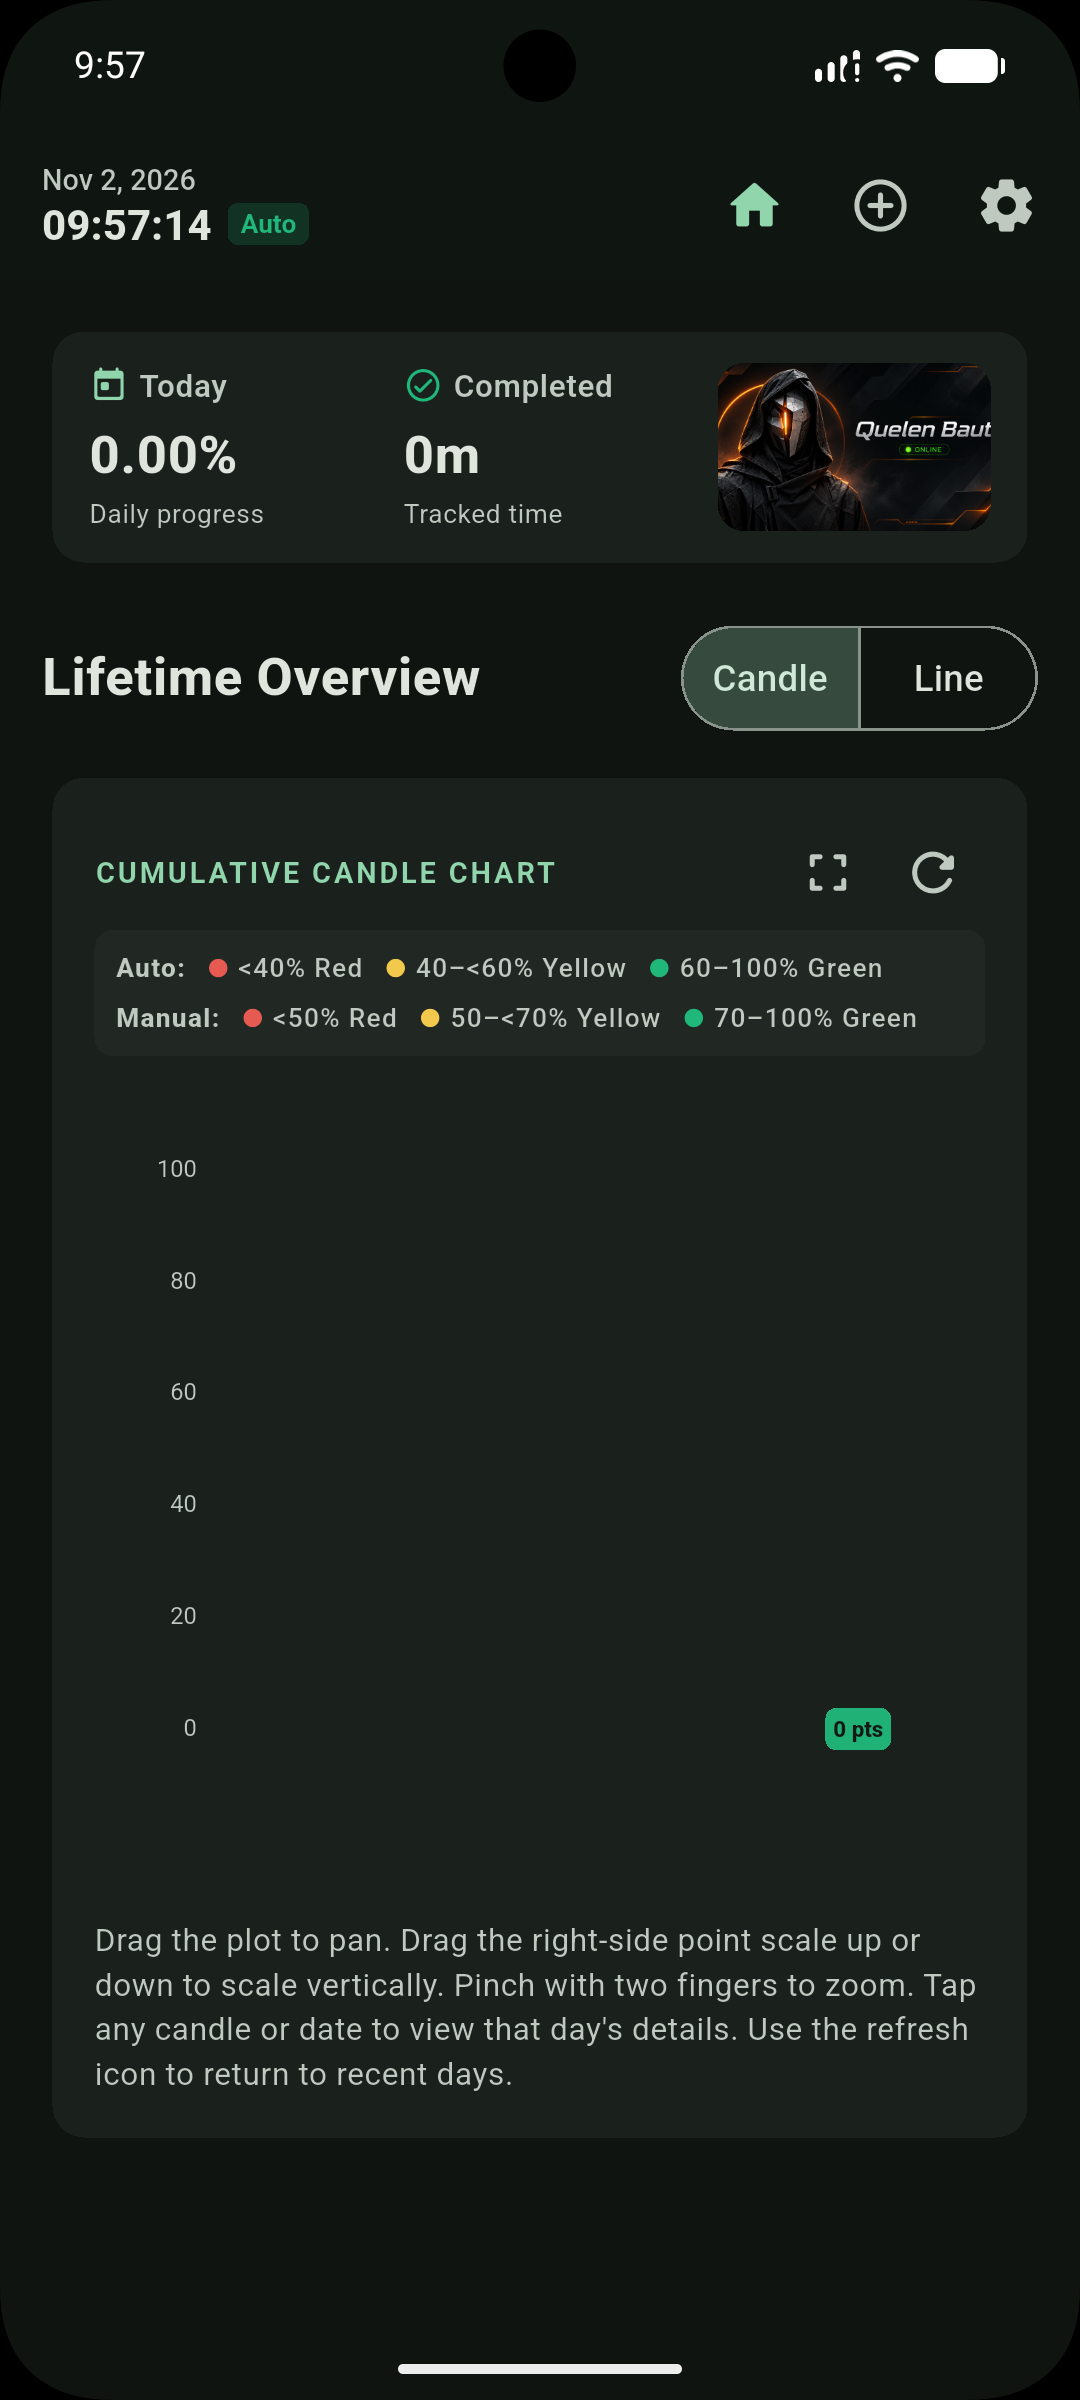 9:57
Nov 2, 2026
09:57:14 Auto
Today
0.00%
Daily progress
Completed
0m
Tracked time
Quelen Baut
ONLINE
Lifetime Overview
Candle Line
CUMULATIVE CANDLE CHART
Auto: <40% Red 40–<60% Yellow 60–100% Green
Manual: <50% Red 50–<70% Yellow 70–100% Green
100
80
60
40
20
0
0 pts
Drag the plot to pan. Drag the right-side point scale up or
down to scale vertically. Pinch with two fingers to zoom. Tap
any candle or date to view that day's details. Use the refresh
icon to return to recent days.